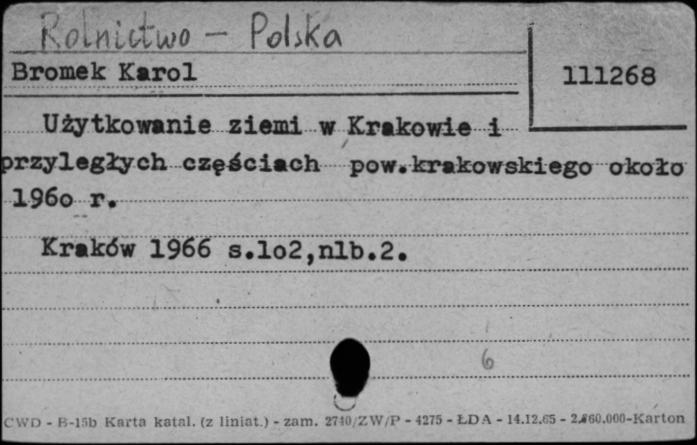 Rolnictwo - Polska
Bromek Karol
111268
Użytkowanie ziemi w Krakowie i
przyległych częściach pow.krakowskiego około
196o r.
Kraków 1966 s.1o2,nlb.2.
6
CWD - B-15b Karta katal. (z liniat.) - zam. 2740/ZW/P - 4275 - ŁDA - 14.12.65 - 2.860.000-Karton